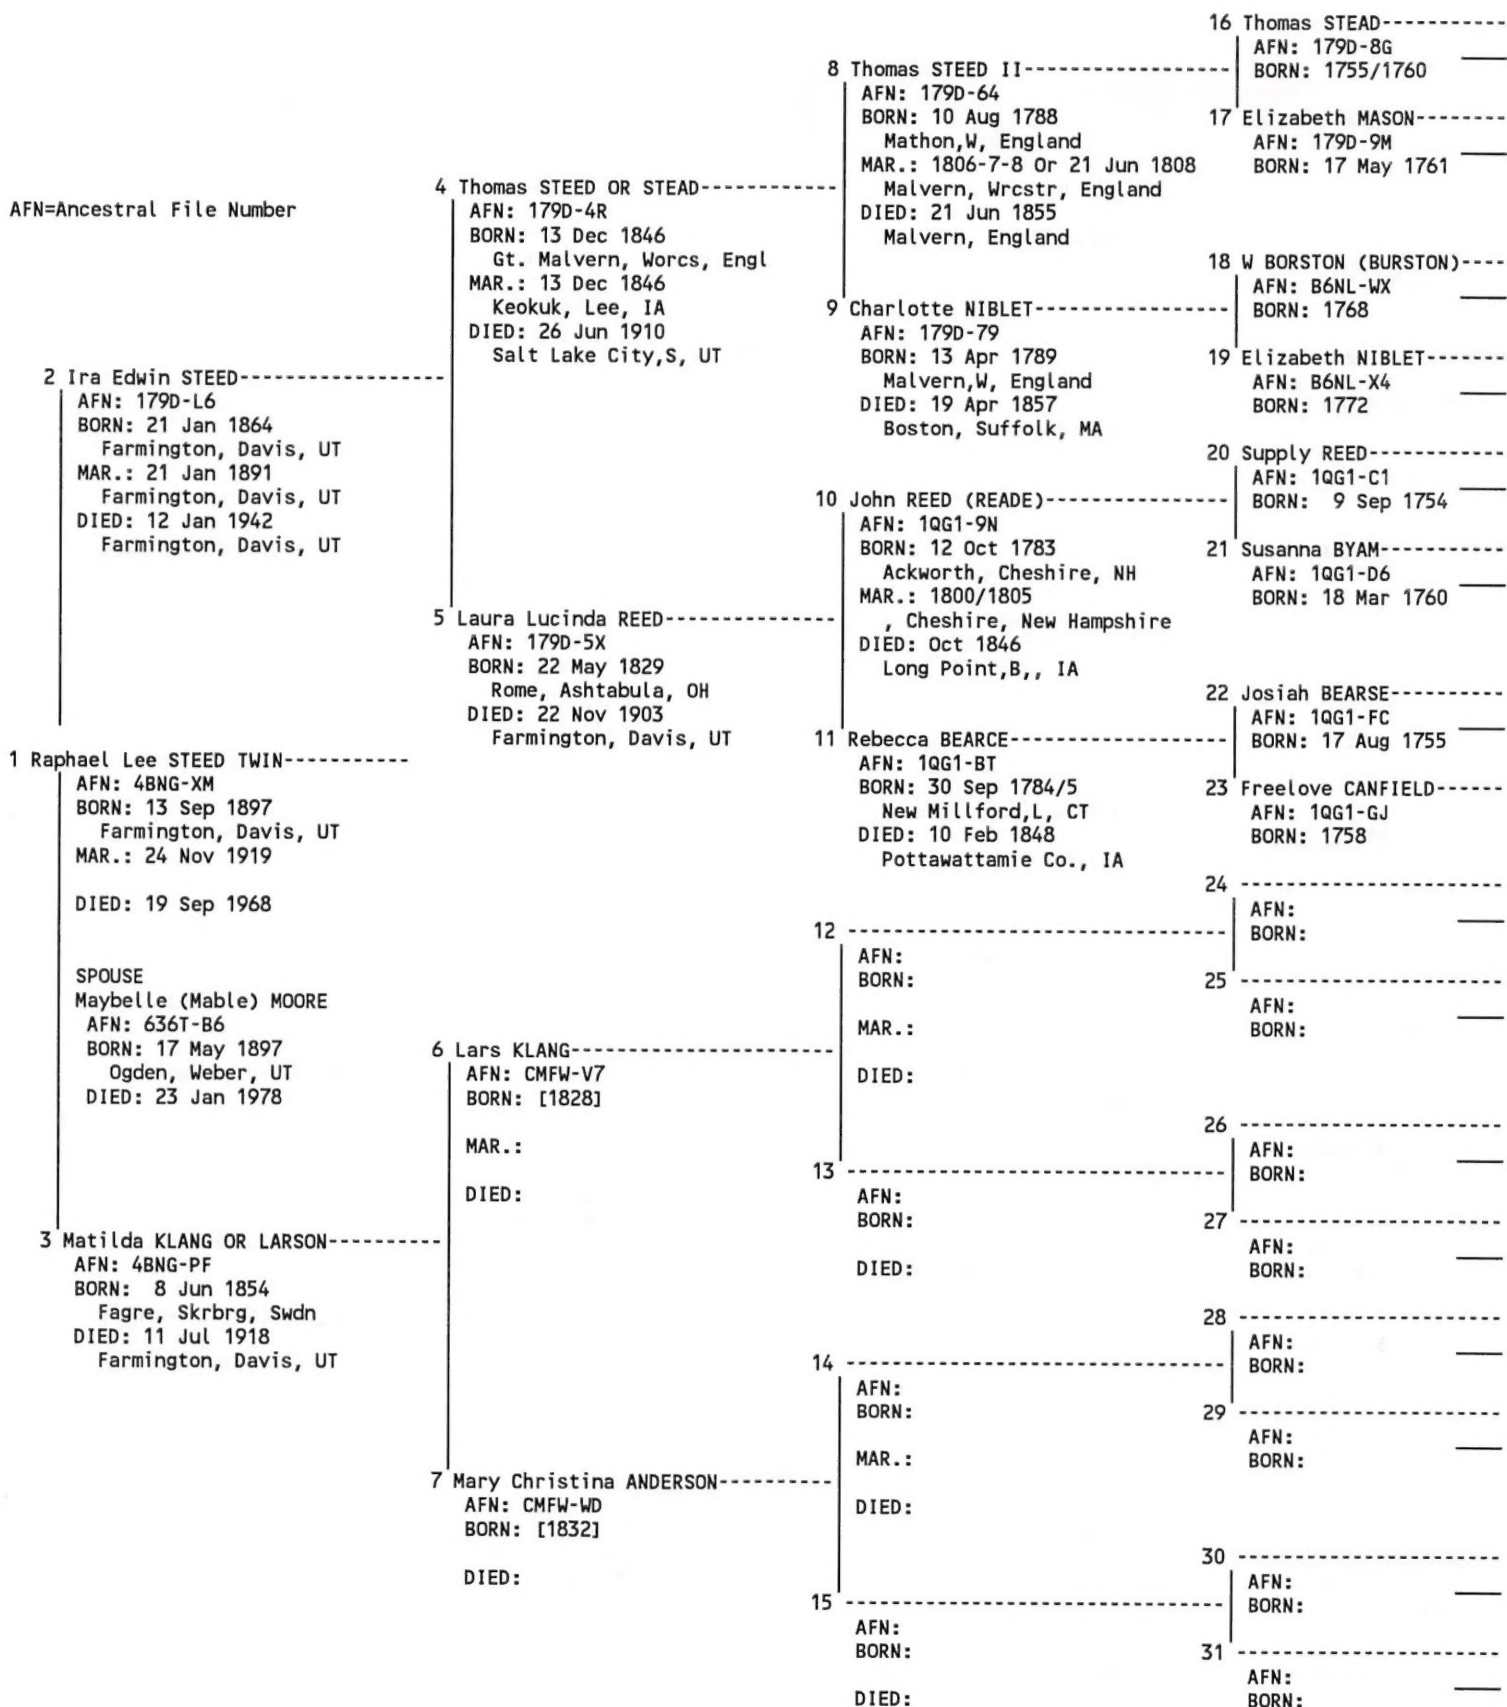 AFN=Ancestral File Number
1 Raphael Lee STEED TWIN-----------
AFN: 4BNG-XM
BORN: 13 Sep 1897
Farmington, Davis, UT
MAR.: 24 Nov 1919
DIED: 19 Sep 1968
SPOUSE
Maybelle (Mable) MOORE
AFN: 636T-B6
BORN: 17 May 1897
Ogden, Weber, UT
DIED: 23 Jan 1978
2 Ira Edwin STEED-----------------
AFN: 179D-L6
BORN: 21 Jan 1864
Farmington, Davis, UT
MAR.: 21 Jan 1891
Farmington, Davis, UT
DIED: 12 Jan 1942
Farmington, Davis, UT
3 Matilda KLANG OR LARSON----------
AFN: 4BNG-PF
BORN:  8 Jun 1854
Fagre, Skrbrg, Swdn
DIED: 11 Jul 1918
Farmington, Davis, UT
4 Thomas STEED OR STEAD------------
AFN: 179D-4R
BORN: 13 Dec 1846
Gt. Malvern, Worcs, Engl
MAR.: 13 Dec 1846
Keokuk, Lee, IA
DIED: 26 Jun 1910
Salt Lake City,S, UT
5 Laura Lucinda REED---------------
AFN: 179D-5X
BORN: 22 May 1829
Rome, Ashtabula, OH
DIED: 22 Nov 1903
Farmington, Davis, UT
6 Lars KLANG-----------------------
AFN: CMFW-V7
BORN: [1828]
MAR.:
DIED:
7 Mary Christina ANDERSON----------
AFN: CMFW-WD
BORN: [1832]
DIED:
8 Thomas STEED II------------------
AFN: 179D-64
BORN: 10 Aug 1788
Mathon,W, England
MAR.: 1806-7-8 Or 21 Jun 1808
Malvern, Wrcstr, England
DIED: 21 Jun 1855
Malvern, England
9 Charlotte NIBLET-----------------
AFN: 179D-79
BORN: 13 Apr 1789
Malvern,W, England
DIED: 19 Apr 1857
Boston, Suffolk, MA
10 John REED (READE)----------------
AFN: 1QG1-9N
BORN: 12 Oct 1783
Ackworth, Cheshire, NH
MAR.: 1800/1805
, Cheshire, New Hampshire
DIED: Oct 1846
Long Point,B,, IA
11 Rebecca BEARCE-------------------
AFN: 1QG1-BT
BORN: 30 Sep 1784/5
New Millford,L, CT
DIED: 10 Feb 1848
Pottawattamie Co., IA
12 ---------------------------------
AFN:
BORN:
MAR.:
DIED:
13 ---------------------------------
AFN:
BORN:
DIED:
14 ---------------------------------
AFN:
BORN:
MAR.:
DIED:
15 ---------------------------------
AFN:
BORN:
DIED:
16 Thomas STEAD-----------
AFN: 179D-8G
BORN: 1755/1760
17 Elizabeth MASON--------
AFN: 179D-9M
BORN: 17 May 1761
18 W BORSTON (BURSTON)----
AFN: B6NL-WX
BORN: 1768
19 Elizabeth NIBLET-------
AFN: B6NL-X4
BORN: 1772
20 Supply REED------------
AFN: 1QG1-C1
BORN:  9 Sep 1754
21 Susanna BYAM-----------
AFN: 1QG1-D6
BORN: 18 Mar 1760
22 Josiah BEARSE----------
AFN: 1QG1-FC
BORN: 17 Aug 1755
23 Freelove CANFIELD------
AFN: 1QG1-GJ
BORN: 1758
24 -----------------------
AFN:
BORN:
25 -----------------------
AFN:
BORN:
26 -----------------------
AFN:
BORN:
27 -----------------------
AFN:
BORN:
28 -----------------------
AFN:
BORN:
29 -----------------------
AFN:
BORN:
30 -----------------------
AFN:
BORN:
31 -----------------------
AFN:
BORN: